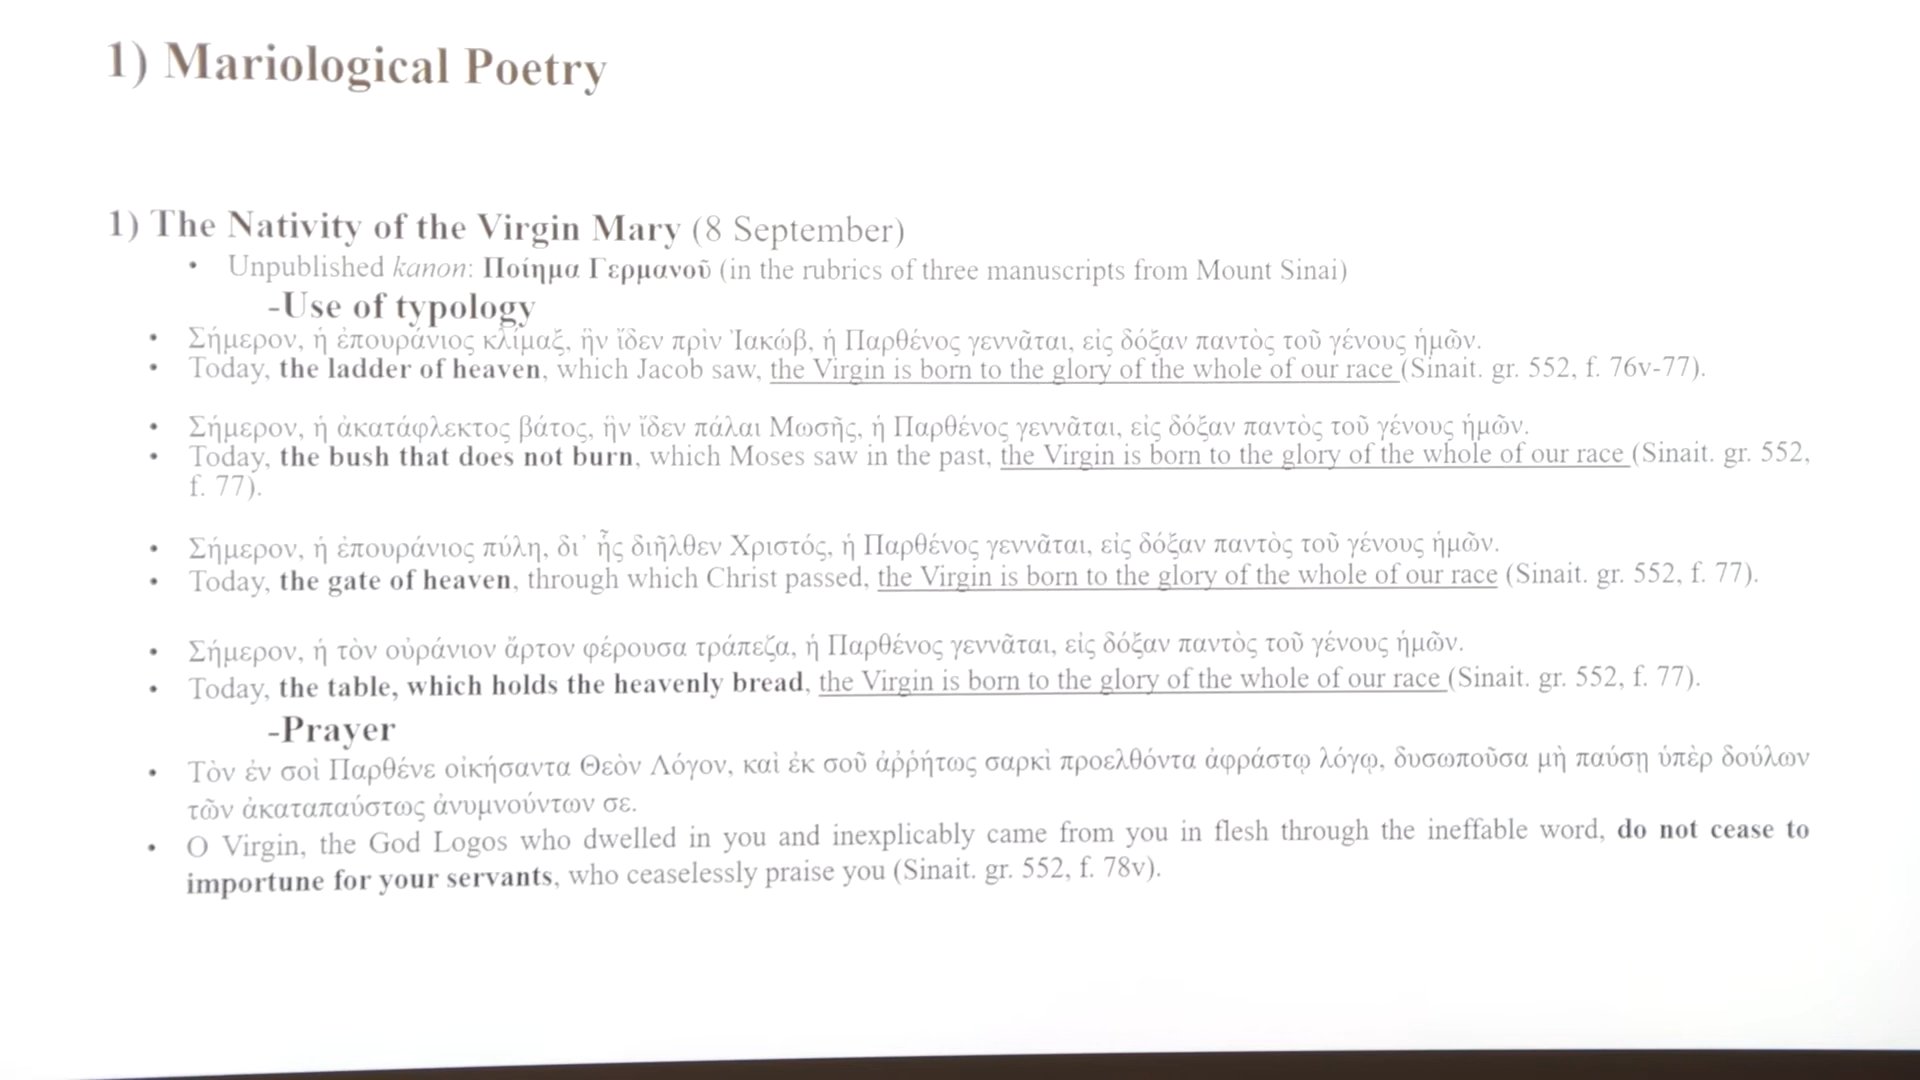 1) Mariological Poetry
1) The Nativity of the Virgin Mary (8 September)
• Unpublished kanon: Ποίημα Γερμανοῦ (in the rubrics of three manuscripts from Mount Sinai)
-Use of typology
• Σήμερον, ἡ ἐπουράνιος κλίμαξ, ἣν ἴδεν πρὶν Ἰακώβ, ἡ Παρθένος γεννᾶται, εἰς δόξαν παντὸς τοῦ γένους ἡμῶν.
• Today, the ladder of heaven, which Jacob saw, the Virgin is born to the glory of the whole of our race (Sinait. gr. 552, f. 76v-77).
• Σήμερον, ἡ ἀκατάφλεκτος βάτος, ἣν ἴδεν πάλαι Μωσῆς, ἡ Παρθένος γεννᾶται, εἰς δόξαν παντὸς τοῦ γένους ἡμῶν.
• Today, the bush that does not burn, which Moses saw in the past, the Virgin is born to the glory of the whole of our race (Sinait. gr. 552,
f. 77).
• Σήμερον, ἡ ἐπουράνιος πύλη, δι᾽ ἧς διῆλθεν Χριστός, ἡ Παρθένος γεννᾶται, εἰς δόξαν παντὸς τοῦ γένους ἡμῶν.
• Today, the gate of heaven, through which Christ passed, the Virgin is born to the glory of the whole of our race (Sinait. gr. 552, f. 77).
• Σήμερον, ἡ τὸν οὐράνιον ἄρτον φέρουσα τράπεζα, ἡ Παρθένος γεννᾶται, εἰς δόξαν παντὸς τοῦ γένους ἡμῶν.
• Today, the table, which holds the heavenly bread, the Virgin is born to the glory of the whole of our race (Sinait. gr. 552, f. 77).
-Prayer
• Τὸν ἐν σοὶ Παρθένε οἰκήσαντα Θεὸν Λόγον, καὶ ἐκ σοῦ ἀῤῥήτως σαρκὶ προελθόντα ἀφράστῳ λόγῳ, δυσωποῦσα μὴ παύσῃ ὑπὲρ δούλων
τῶν ἀκαταπαύστως ἀνυμνούντων σε.
• O Virgin, the God Logos who dwelled in you and inexplicably came from you in flesh through the ineffable word, do not cease to
importune for your servants, who ceaselessly praise you (Sinait. gr. 552, f. 78v).